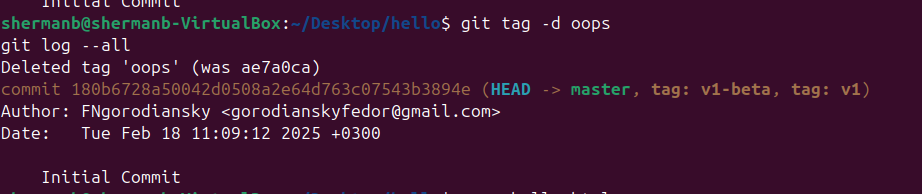 Initial Commit
shermanb@shermanb-VirtualBox:~/Desktop/hello$ git tag -d oops
git log --all
Deleted tag 'oops' (was ae7a0ca)
commit 180b6728a50042d0508a2e64d763c07543b3894e (HEAD -> master, tag: v1-beta, tag: v1)
Author: FNgorodiansky <gorodianskyfedor@gmail.com>
Date:   Tue Feb 18 11:09:12 2025 +0300
Initial Commit